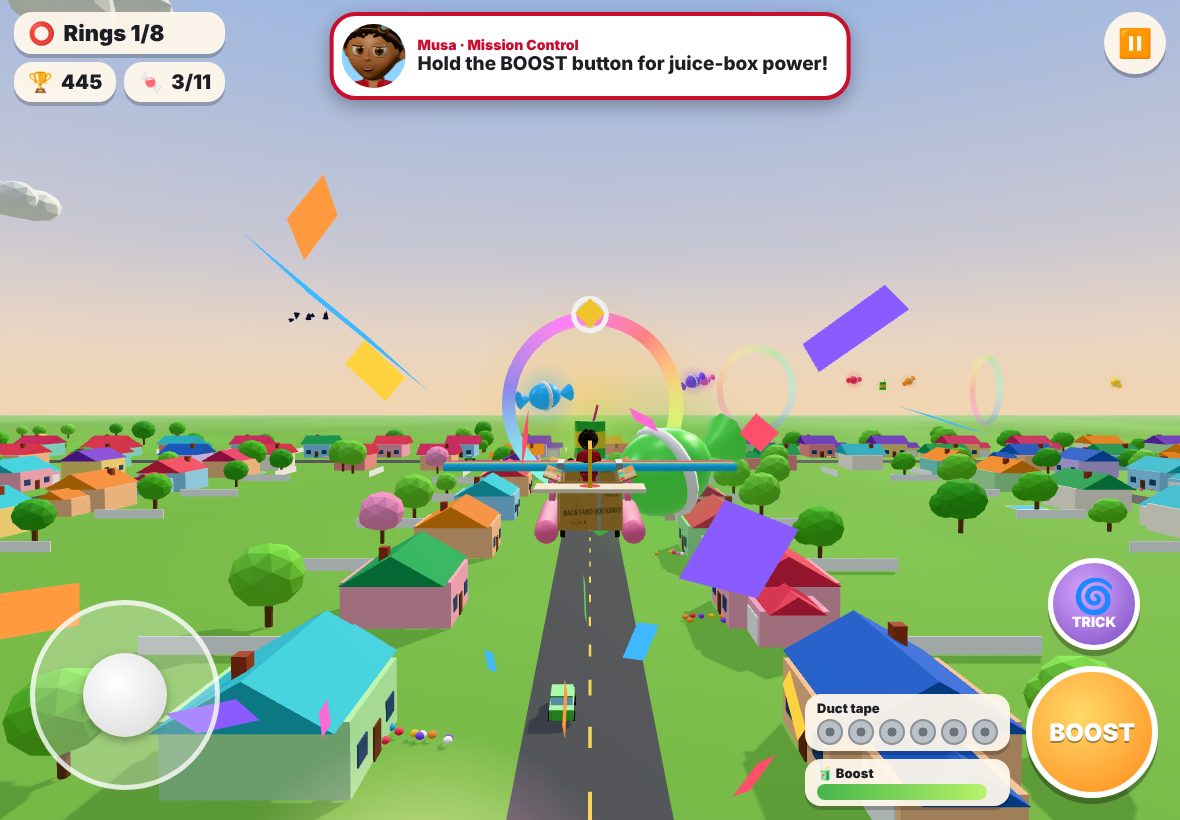 Rings 1/8
445
3/11
Musa · Mission Control
Hold the BOOST button for juice-box power!
BACKYARD SQUADRON
TRICK
BOOST
Duct tape
Boost